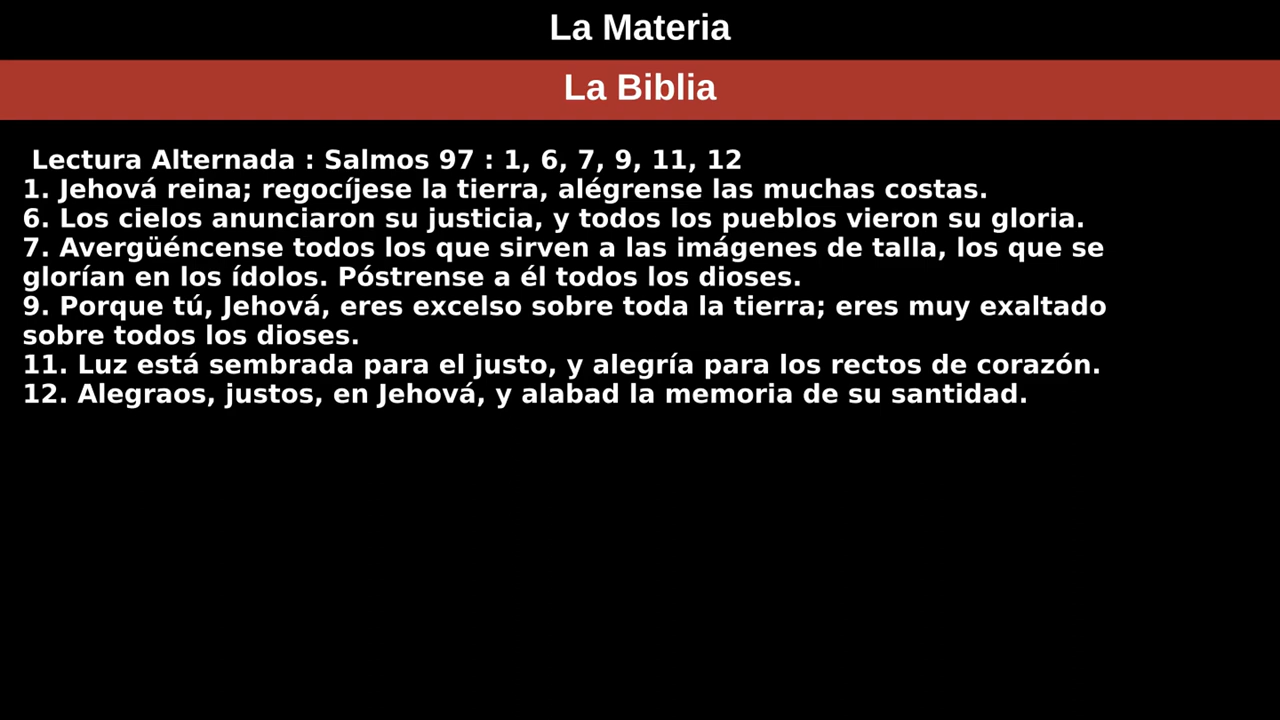 La Materia
La Biblia
Lectura Alternada : Salmos 97 : 1, 6, 7, 9, 11, 12
1. Jehová reina; regocíjese la tierra, alégrense las muchas costas.
6. Los cielos anunciaron su justicia, y todos los pueblos vieron su gloria.
7. Avergüéncense todos los que sirven a las imágenes de talla, los que se
glorían en los ídolos. Póstrense a él todos los dioses.
9. Porque tú, Jehová, eres excelso sobre toda la tierra; eres muy exaltado
sobre todos los dioses.
11. Luz está sembrada para el justo, y alegría para los rectos de corazón.
12. Alegraos, justos, en Jehová, y alabad la memoria de su santidad.